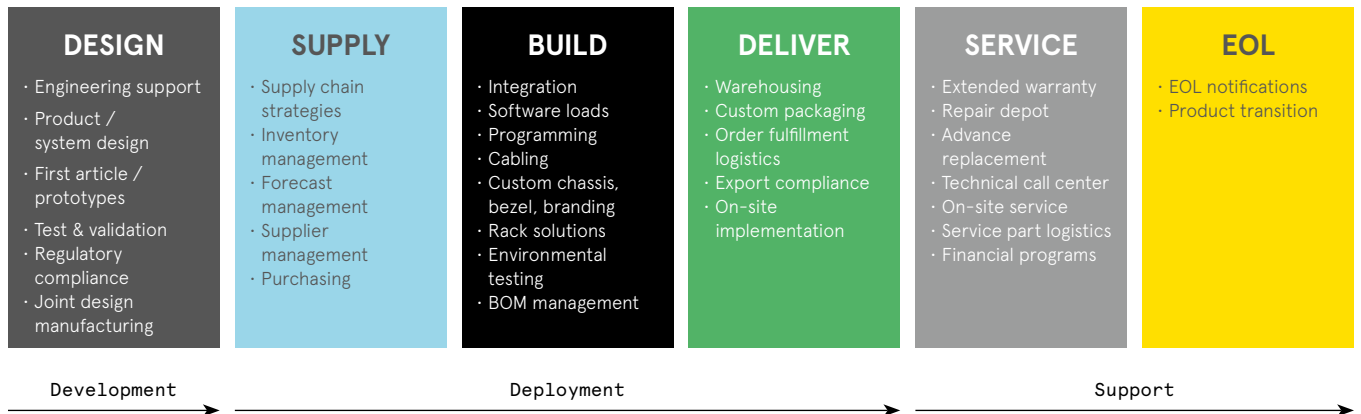 DESIGN
· Engineering support
· Product /
system design
· First article /
prototypes
· Test & validation
· Regulatory
compliance
· Joint design
manufacturing
SUPPLY
· Supply chain
strategies
· Inventory
management
· Forecast
management
· Supplier
management
· Purchasing
BUILD
· Integration
· Software loads
· Programming
· Cabling
· Custom chassis,
bezel, branding
· Rack solutions
· Environmental
testing
· BOM management
DELIVER
· Warehousing
· Custom packaging
· Order fulfillment
logistics
· Export compliance
· On-site
implementation
SERVICE
· Extended warranty
· Repair depot
· Advance
replacement
· Technical call center
· On-site service
· Service part logistics
· Financial programs
EOL
· EOL notifications
· Product transition
Development
Deployment
Support